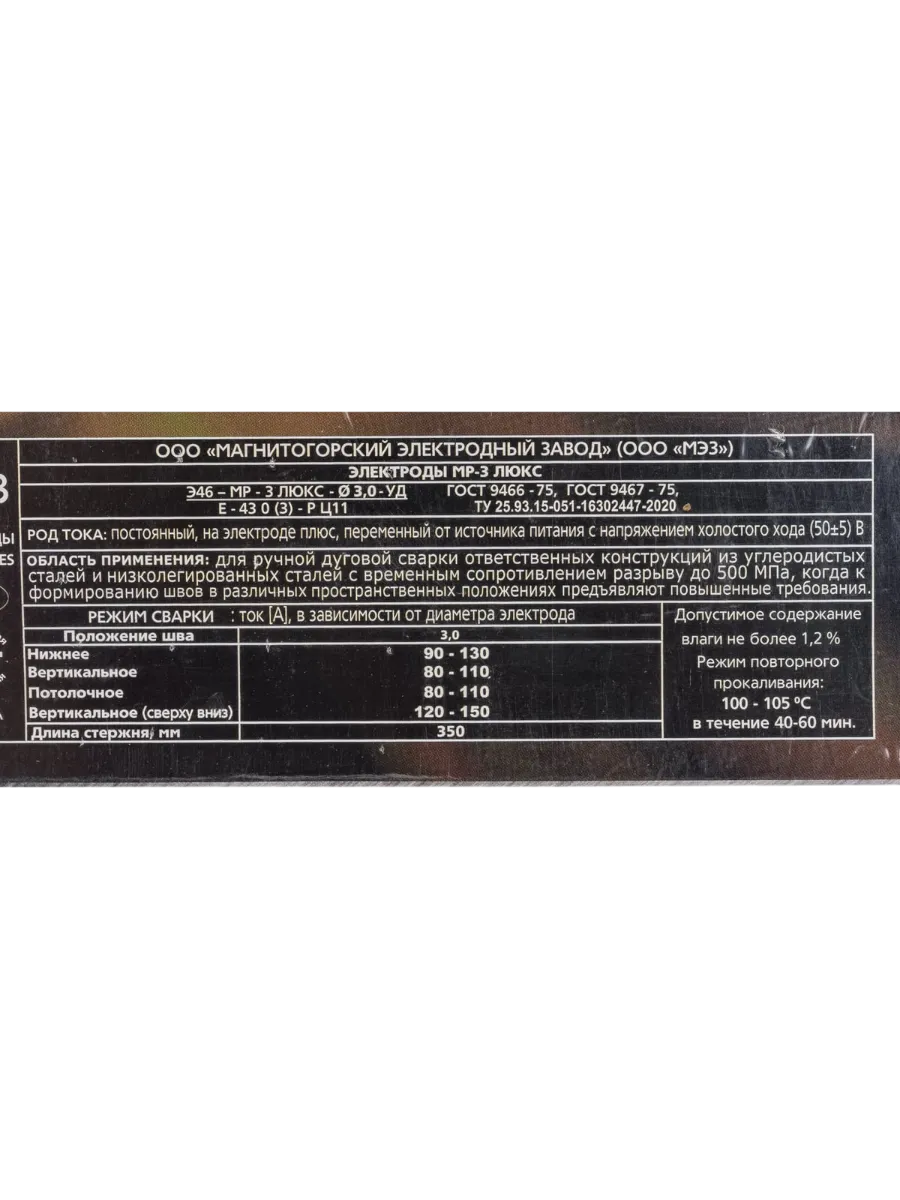 ООО «МАГНИТОГОРСКИЙ ЭЛЕКТРОДНЫЙ ЗАВОД» (ООО «МЭЗ»)
ЭЛЕКТРОДЫ МР-3 ЛЮКС
Э46 – МР - 3 ЛЮКС - Ø 3,0 - УД
Е - 43 0 (3) - Р Ц11
ГОСТ 9466 - 75, ГОСТ 9467 - 75,
ТУ 25.93.15-051-16302447-2020
РОД ТОКА: постоянный, на электроде плюс, переменный от источника питания с напряжением холостого хода (50±5) В
ОБЛАСТЬ ПРИМЕНЕНИЯ: для ручной дуговой сварки ответственных конструкций из углеродистых
сталей и низколегированных сталей с временным сопротивлением разрыву до 500 МПа, когда к
формированию швов в различных пространственных положениях предъявляют повышенные требования.
РЕЖИМ СВАРКИ : ток [А], в зависимости от диаметра электрода
Положение шва 3,0
Нижнее 90 - 130
Вертикальное 80 - 110
Потолочное 80 - 110
Вертикальное (сверху вниз) 120 - 150
Длина стержня, мм 350
Допустимое содержание
влаги не более 1,2 %
Режим повторного
прокаливания:
100 - 105 ºС
в течение 40-60 мин.